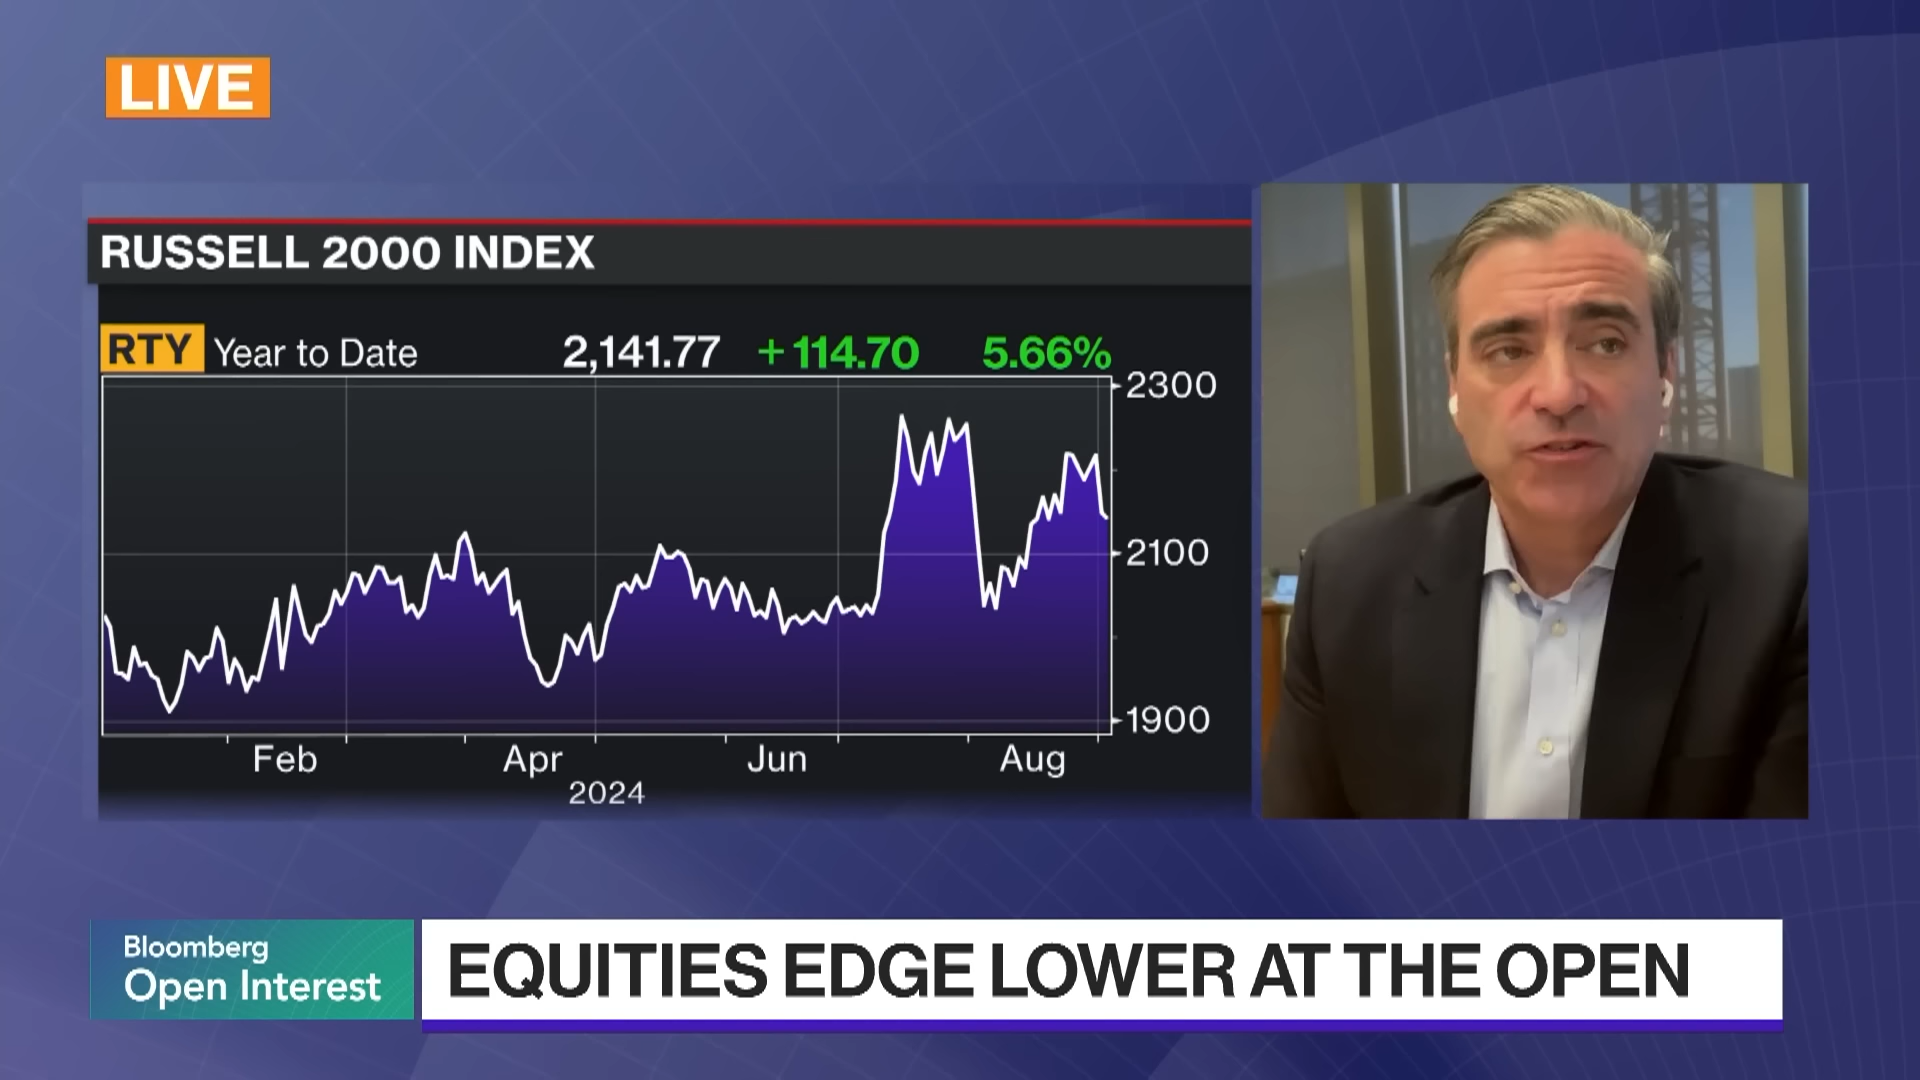 LIVE
RUSSELL 2000 INDEX
RTY Year to Date 2,141.77 +114.70 5.66%
2300
2100
1900
Feb Apr Jun Aug
2024
Bloomberg
Open Interest
EQUITIES EDGE LOWER AT THE OPEN